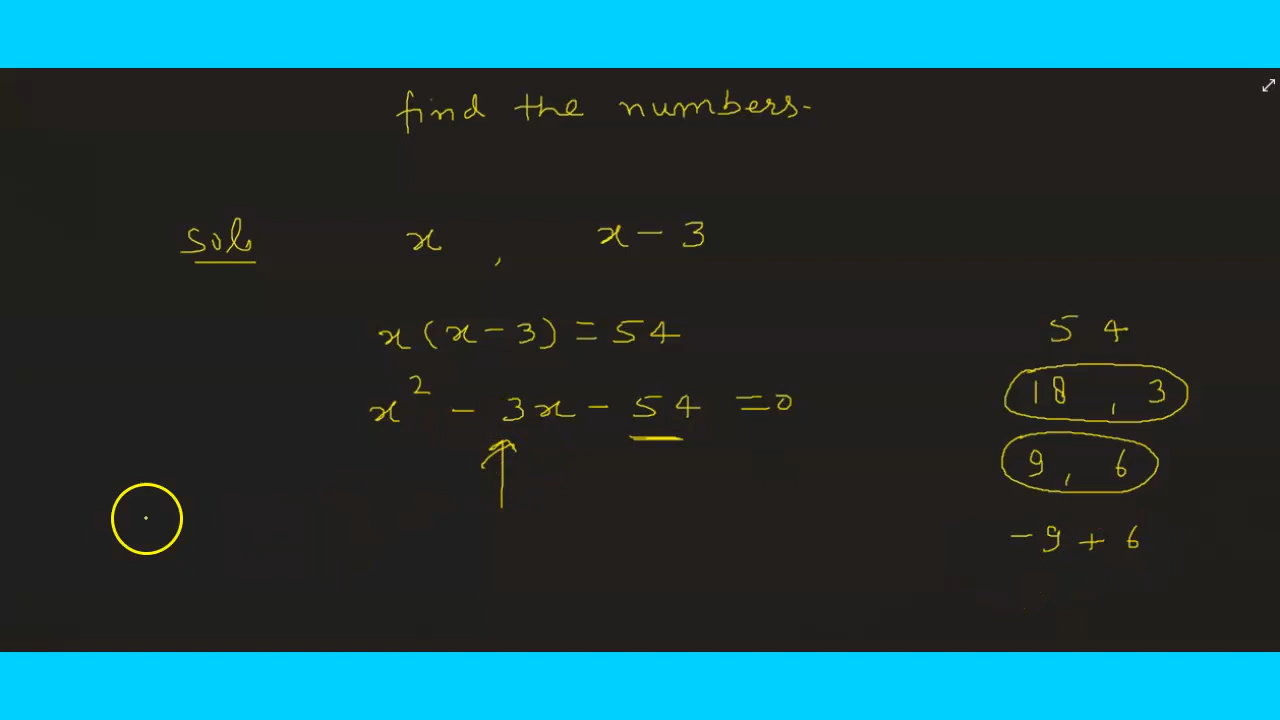 find the numbers.
Sol.
x , x - 3
x(x-3) = 54
x² - 3x - 54 = 0
54
18 , 3
9 , 6
-9 + 6